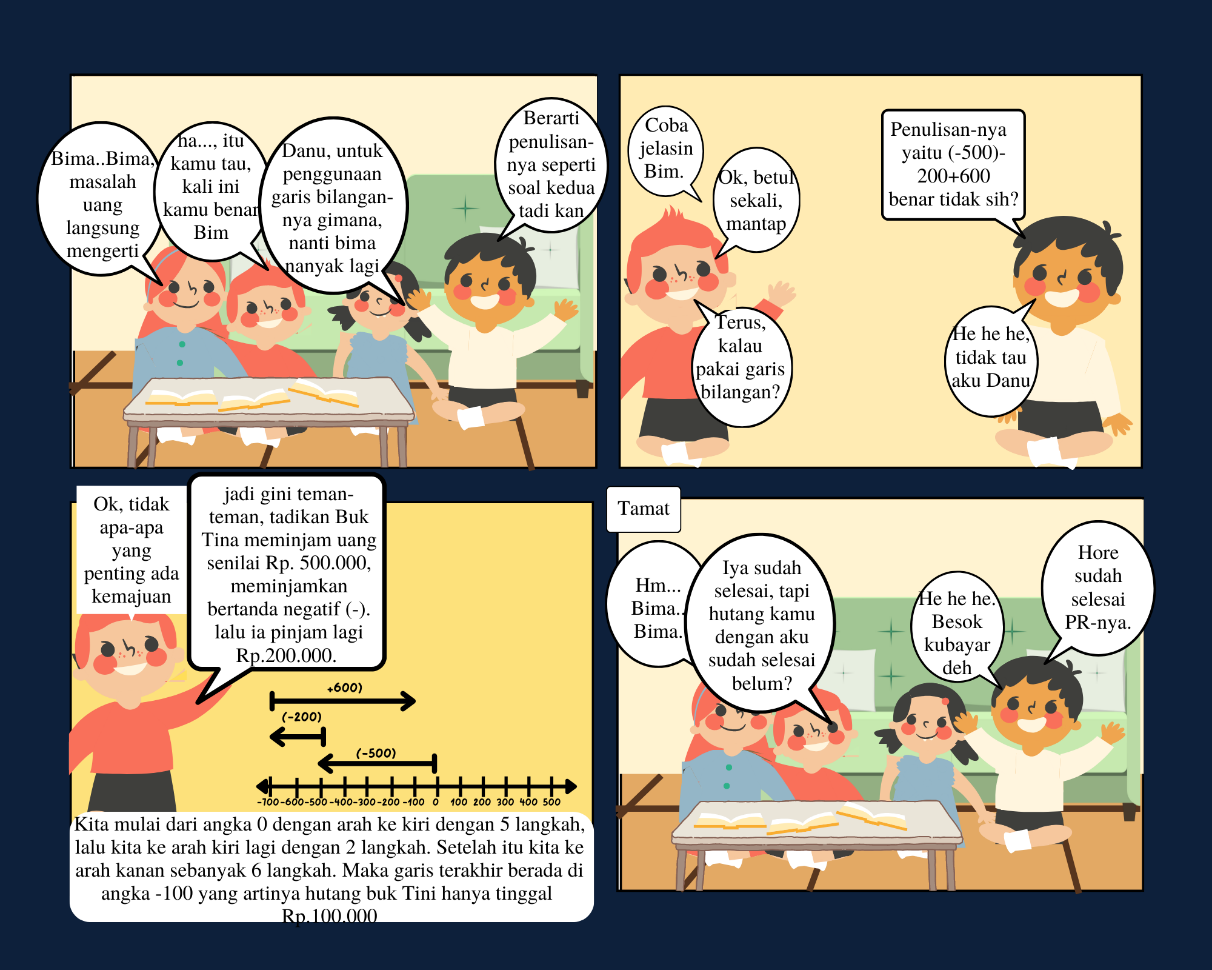 Bima..Bima,
masalah
uang
langsung
mengerti
ha..., itu
kamu tau,
kali ini
kamu benar
Bim
Danu, untuk
penggunaan
garis bilangan-
nya gimana,
nanti bima
nanyak lagi
Berarti
penulisan-
nya seperti
soal kedua
tadi kan
Coba
jelasin
Bim.
Penulisan-nya
yaitu (-500)-
200+600
benar tidak sih?
Ok, betul
sekali,
mantap
Terus,
kalau
pakai garis
bilangan?
He he he,
tidak tau
aku Danu
Ok, tidak
apa-apa
yang
penting ada
kemajuan
jadi gini teman-
teman, tadikan Buk
Tina meminjam uang
senilai Rp. 500.000,
meminjamkan
bertanda negatif (-).
lalu ia pinjam lagi
Rp.200.000.
+600)
(-200)
(-500)
-700 -600 -500 -400 -300 -200 -100 0 100 200 300 400 500
Kita mulai dari angka 0 dengan arah ke kiri dengan 5 langkah,
lalu kita ke arah kiri lagi dengan 2 langkah. Setelah itu kita ke
arah kanan sebanyak 6 langkah. Maka garis terakhir berada di
angka -100 yang artinya hutang buk Tini hanya tinggal
Rp.100.000
Tamat
Hm...
Bima..
Bima.
Iya sudah
selesai, tapi
hutang kamu
dengan aku
sudah selesai
belum?
He he he.
Besok
kubayar
deh
Hore
sudah
selesai
PR-nya.